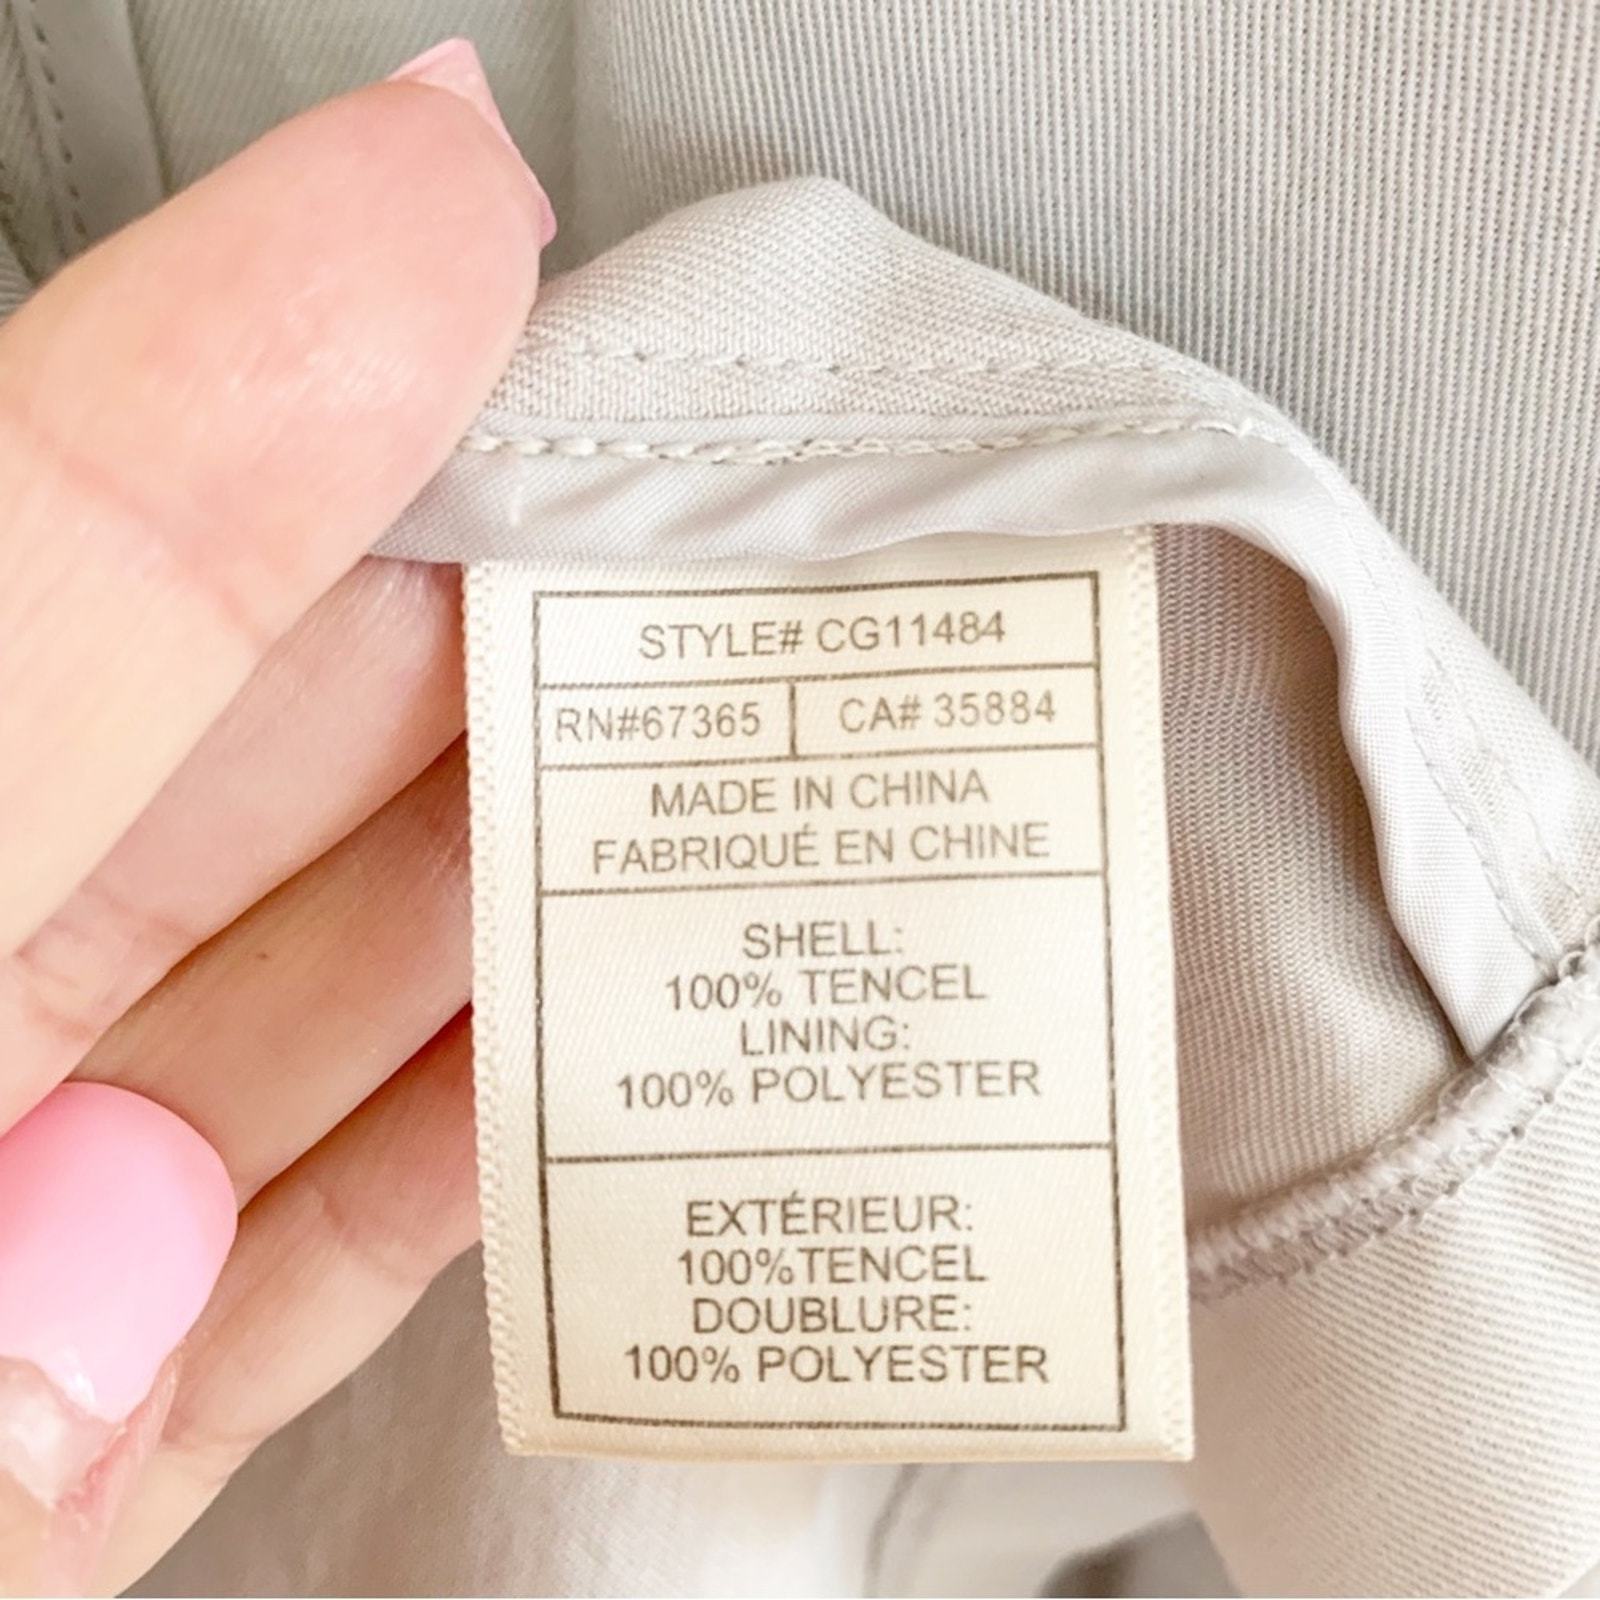 STYLE# CG11484
RN#67365 CA# 35884
MADE IN CHINA
FABRIQUÉ EN CHINE
SHELL:
100% TENCEL
LINING:
100% POLYESTER
EXTÉRIEUR:
100%TENCEL
DOUBLURE:
100% POLYESTER